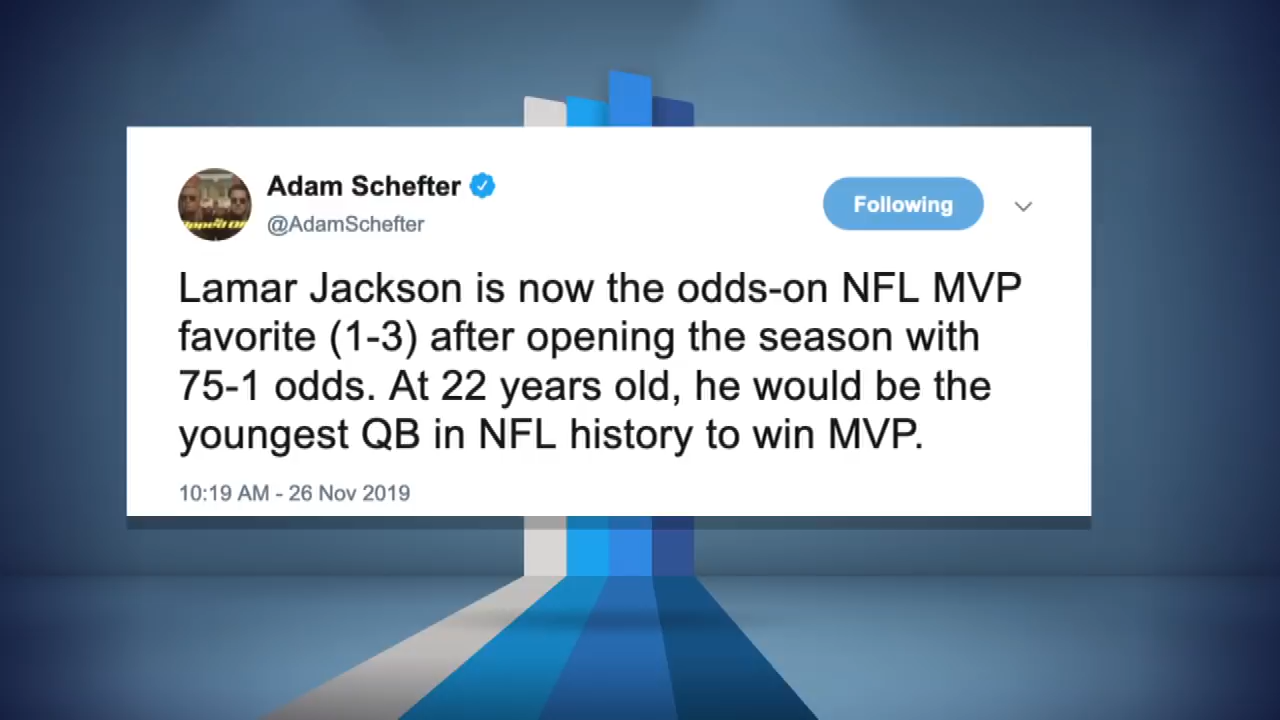 Adam Schefter
@AdamSchefter
Following
Lamar Jackson is now the odds-on NFL MVP
favorite (1-3) after opening the season with
75-1 odds. At 22 years old, he would be the
youngest QB in NFL history to win MVP.
10:19 AM - 26 Nov 2019